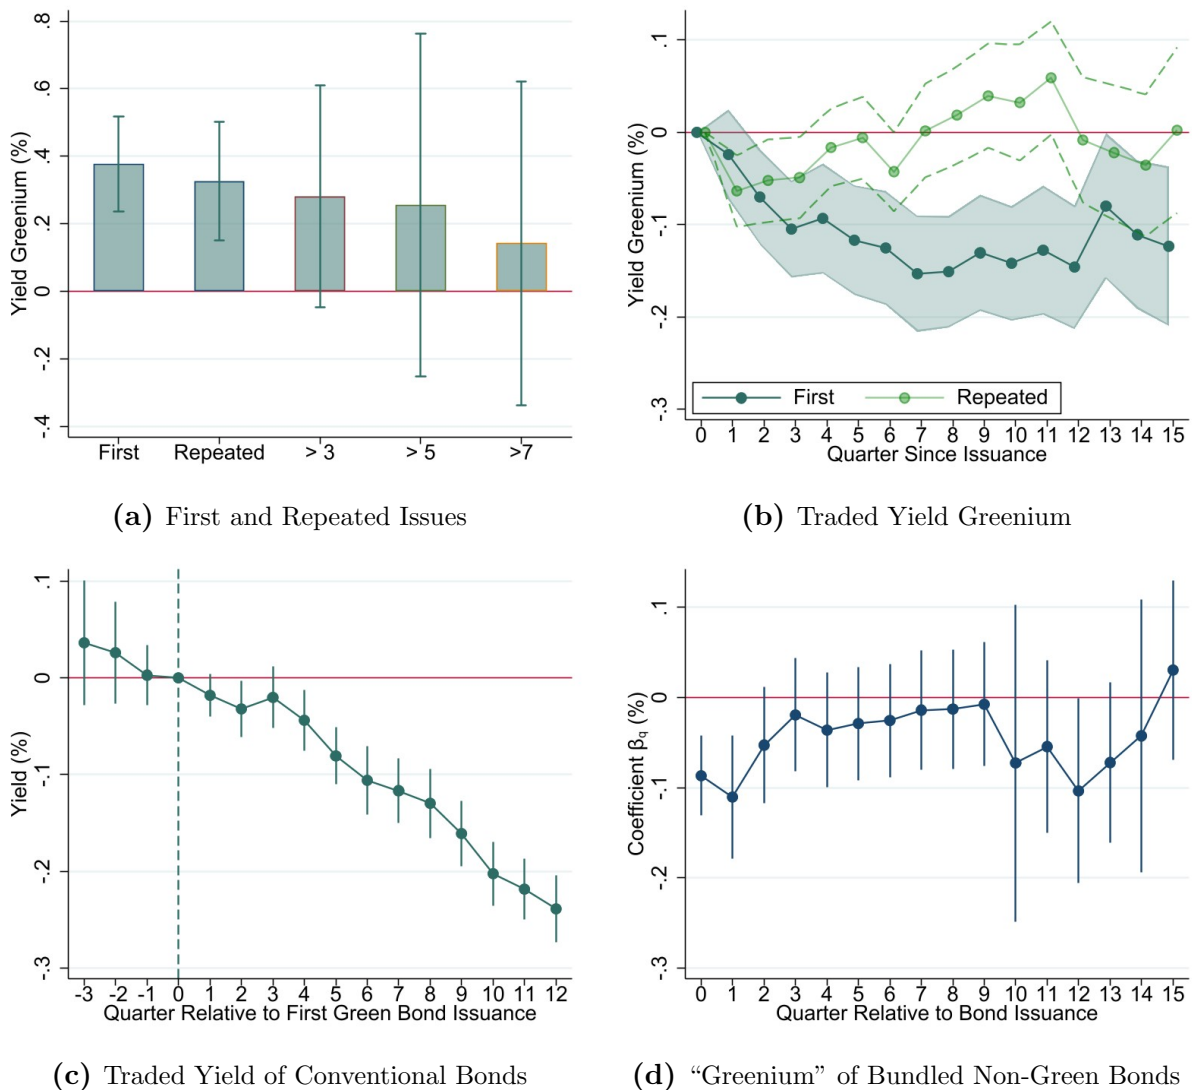 Yield Greenium (%)
.8
.6
.4
.2
0
-.2
-.4
First Repeated > 3 > 5 >7
(a) First and Repeated Issues
Yield Greenium (%)
.1
0
-.1
-.2
-.3
First Repeated
0 1 2 3 4 5 6 7 8 9 10 11 12 13 14 15
Quarter Since Issuance
(b) Traded Yield Greenium
Yield (%)
.1
0
-.1
-.2
-.3
-3 -2 -1 0 1 2 3 4 5 6 7 8 9 10 11 12
Quarter Relative to First Green Bond Issuance
(c) Traded Yield of Conventional Bonds
Coefficient βq (%)
.1
0
-.1
-.2
-.3
0 1 2 3 4 5 6 7 8 9 10 11 12 13 14 15
Quarter Relative to Bond Issuance
(d) “Greenium” of Bundled Non-Green Bonds